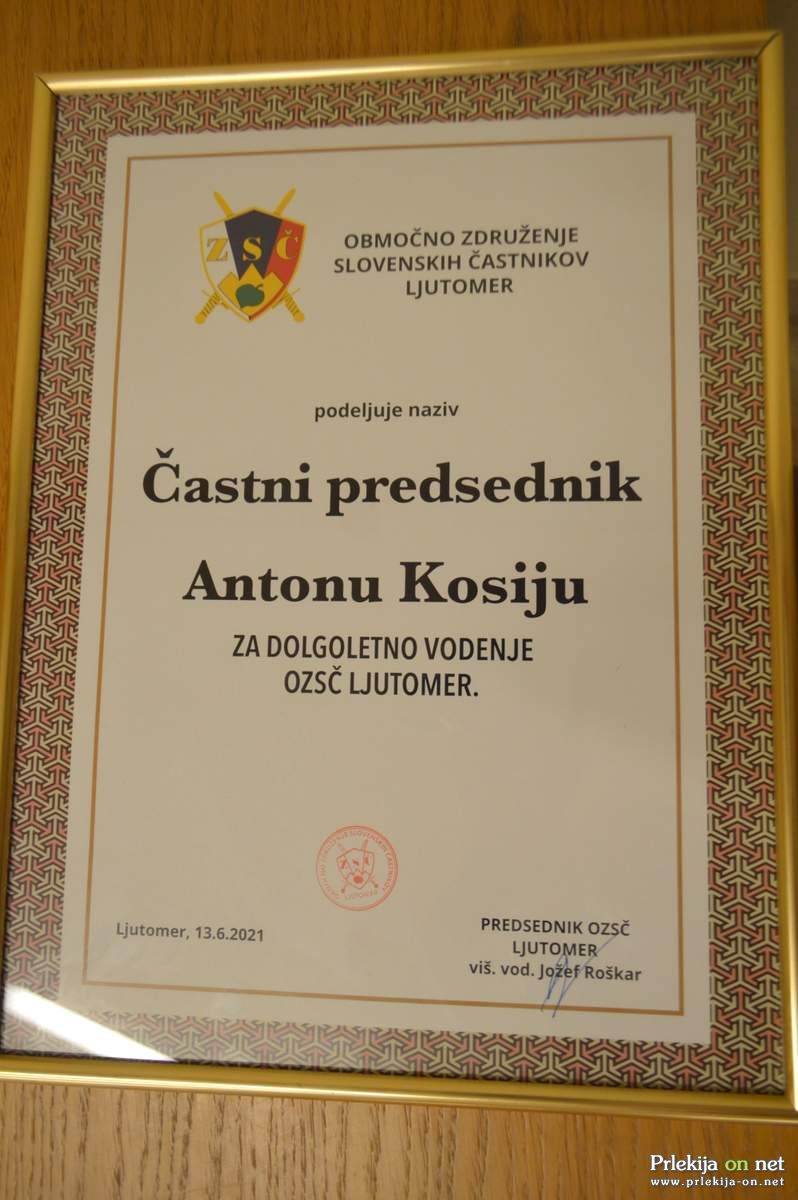 ZSČ
OBMOČNO ZDRUŽENJE
SLOVENSKIH ČASTNIKOV
LJUTOMER
podeljuje naziv
Častni predsednik
Antonu Kosiju
ZA DOLGOLETNO VODENJE
OZSČ LJUTOMER.
ZSČ
Ljutomer, 13.6.2021
PREDSEDNIK OZSČ
LJUTOMER
viš. vod. Jožef Roškar
Prlekija on net
www.prlekija-on.net